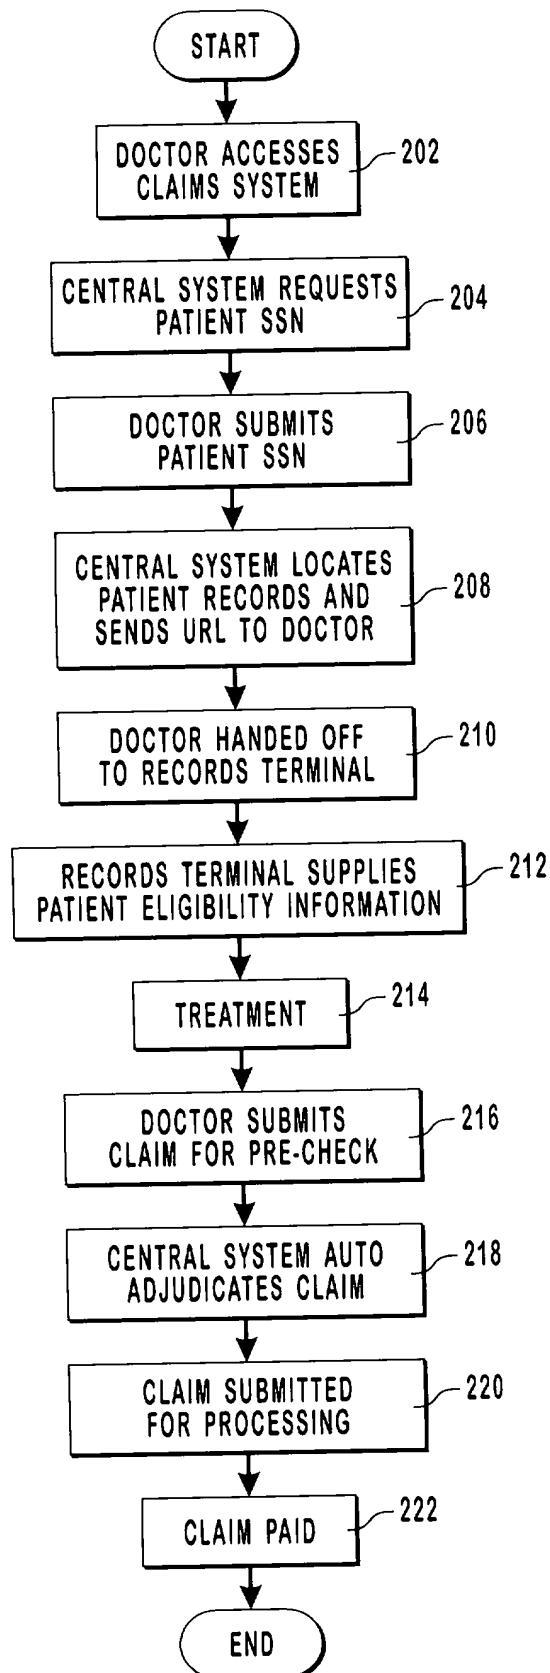 START
DOCTOR ACCESSES
CLAIMS SYSTEM
202
CENTRAL SYSTEM REQUESTS
PATIENT SSN
204
DOCTOR SUBMITS
PATIENT SSN
206
CENTRAL SYSTEM LOCATES
PATIENT RECORDS AND
SENDS URL TO DOCTOR
208
DOCTOR HANDED OFF
TO RECORDS TERMINAL
210
RECORDS TERMINAL SUPPLIES
PATIENT ELIGIBILITY INFORMATION
212
TREATMENT
214
DOCTOR SUBMITS
CLAIM FOR PRE-CHECK
216
CENTRAL SYSTEM AUTO
ADJUDICATES CLAIM
218
CLAIM SUBMITTED
FOR PROCESSING
220
CLAIM PAID
222
END